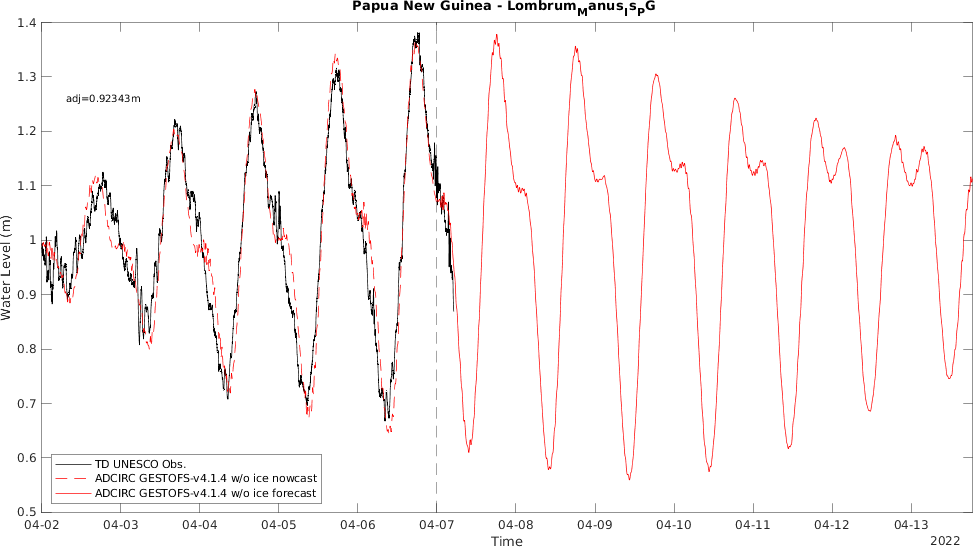 Papua New Guinea - LombrumManusIsPG
1.4
1.3
1.2
1.1
1
0.9
0.8
0.7
0.6
0.5
Water Level (m)
adj=0.92343m
TD UNESCO Obs.
ADCIRC GESTOFS-v4.1.4 w/o ice nowcast
ADCIRC GESTOFS-v4.1.4 w/o ice forecast
04-02 04-03 04-04 04-05 04-06 04-07 04-08 04-09 04-10 04-11 04-12 04-13
Time
2022